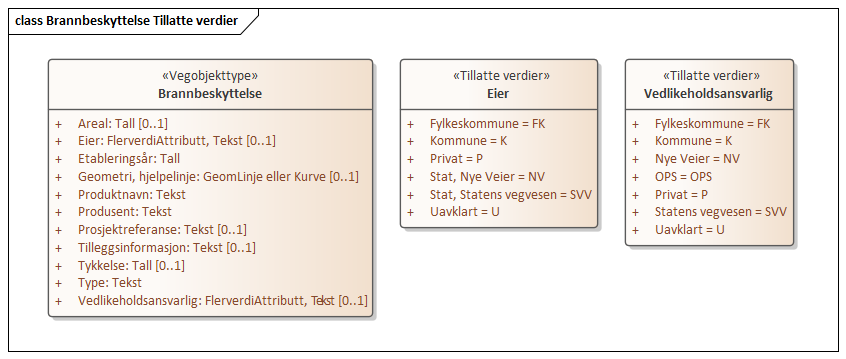 class Brannbeskyttelse Tillatte verdier
«Vegobjekttype»
Brannbeskyttelse
+ Areal: Tall [0..1]
+ Eier: FlerverdiAttributt, Tekst [0..1]
+ Etableringsår: Tall
+ Geometri, hjelpelinje: GeomLinje eller Kurve [0..1]
+ Produktnavn: Tekst
+ Produsent: Tekst
+ Prosjektreferanse: Tekst [0..1]
+ Tilleggsinformasjon: Tekst [0..1]
+ Tykkelse: Tall [0..1]
+ Type: Tekst
+ Vedlikeholdsansvarlig: FlerverdiAttributt, Tekst [0..1]
«Tillatte verdier»
Eier
+ Fylkeskommune = FK
+ Kommune = K
+ Privat = P
+ Stat, Nye Veier = NV
+ Stat, Statens vegvesen = SVV
+ Uavklart = U
«Tillatte verdier»
Vedlikeholdsansvarlig
+ Fylkeskommune = FK
+ Kommune = K
+ Nye Veier = NV
+ OPS = OPS
+ Privat = P
+ Statens vegvesen = SVV
+ Uavklart = U